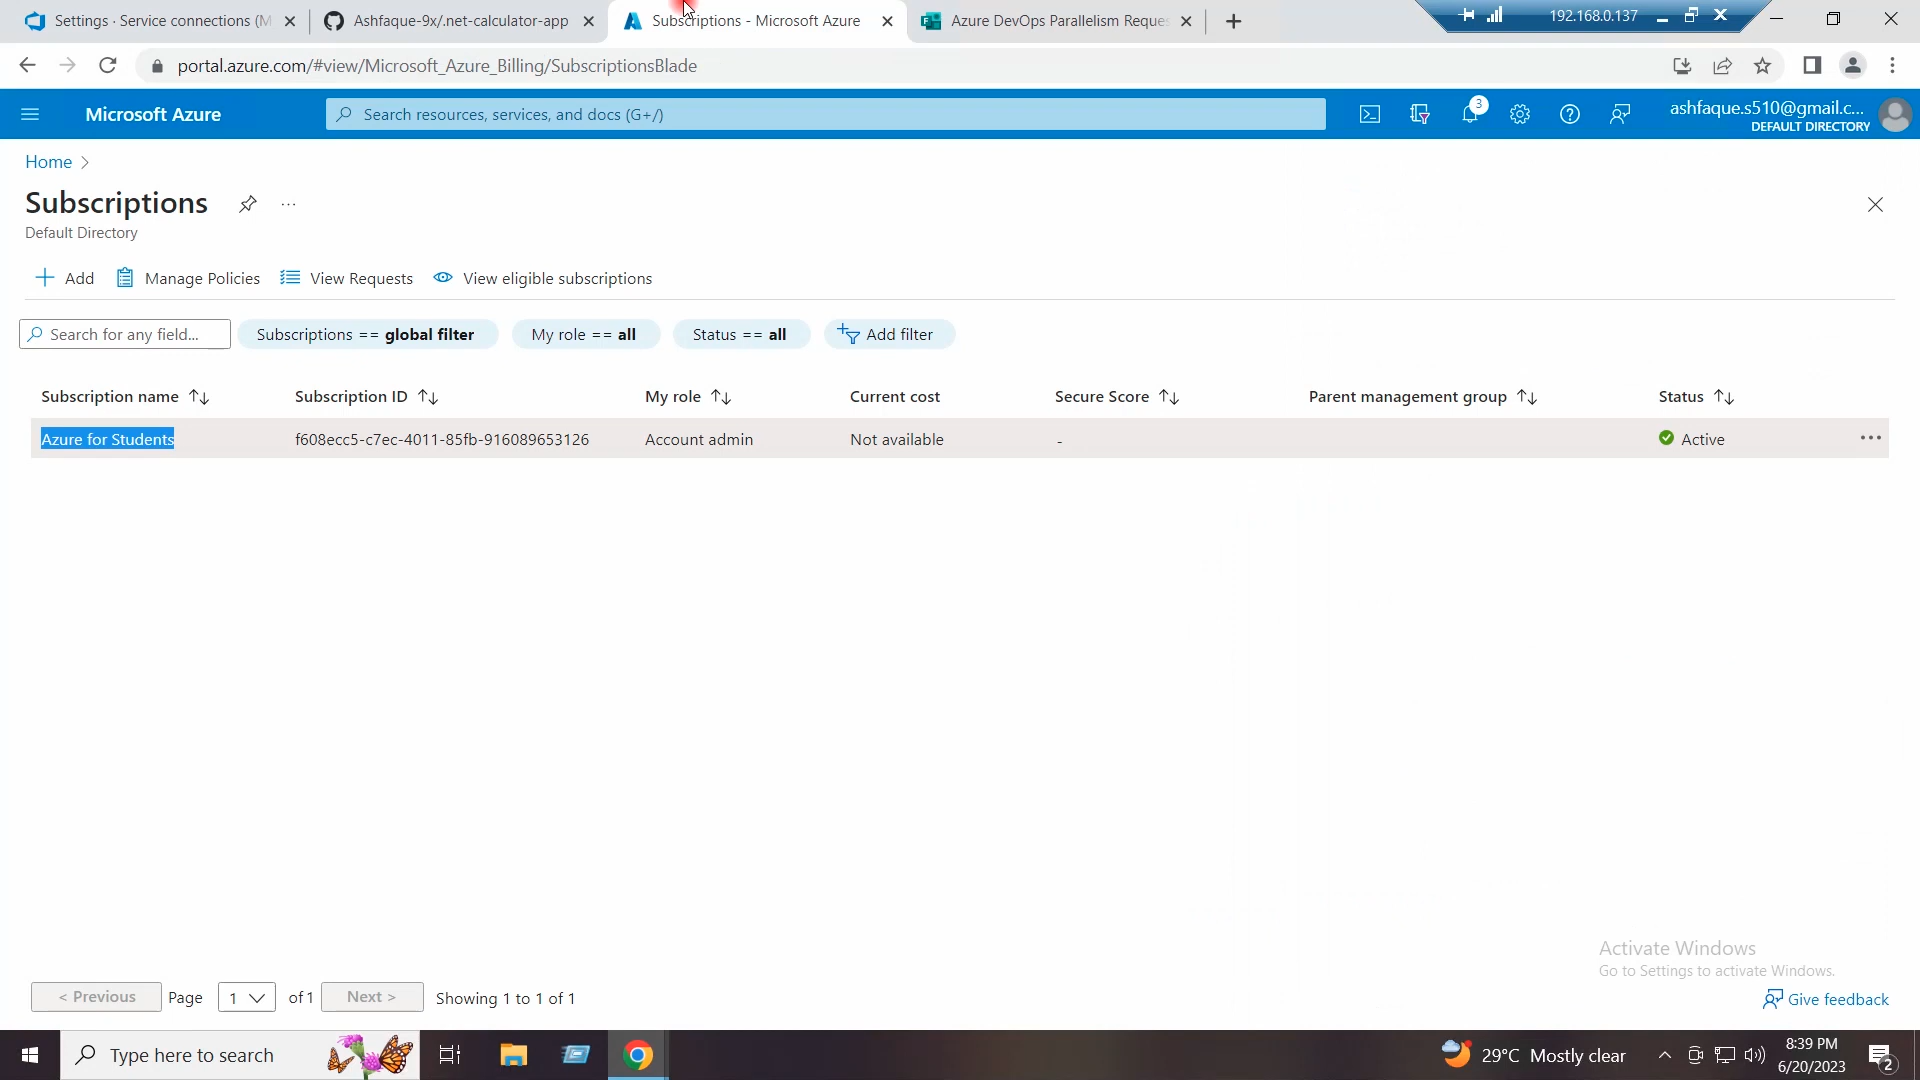 Settings · Service connections (M
Ashfaque-9x/.net-calculator-app
Subscriptions - Microsoft Azure
Azure DevOps Parallelism Reques
192.168.0.137
portal.azure.com/#view/Microsoft_Azure_Billing/SubscriptionsBlade
Microsoft Azure
Search resources, services, and docs (G+/)
3
ashfaque.s510@gmail.c...
DEFAULT DIRECTORY
Home
Subscriptions
Default Directory
Add
Manage Policies
View Requests
View eligible subscriptions
Search for any field...
Subscriptions == global filter
My role == all
Status == all
Add filter
Subscription name
Subscription ID
My role
Current cost
Secure Score
Parent management group
Status
Azure for Students
f608ecc5-c7ec-4011-85fb-916089653126
Account admin
Not available
-
Active
Activate Windows
Go to Settings to activate Windows.
< Previous
Page
1
of 1
Next >
Showing 1 to 1 of 1
Give feedback
Type here to search
29°C Mostly clear
8:39 PM
6/20/2023
2